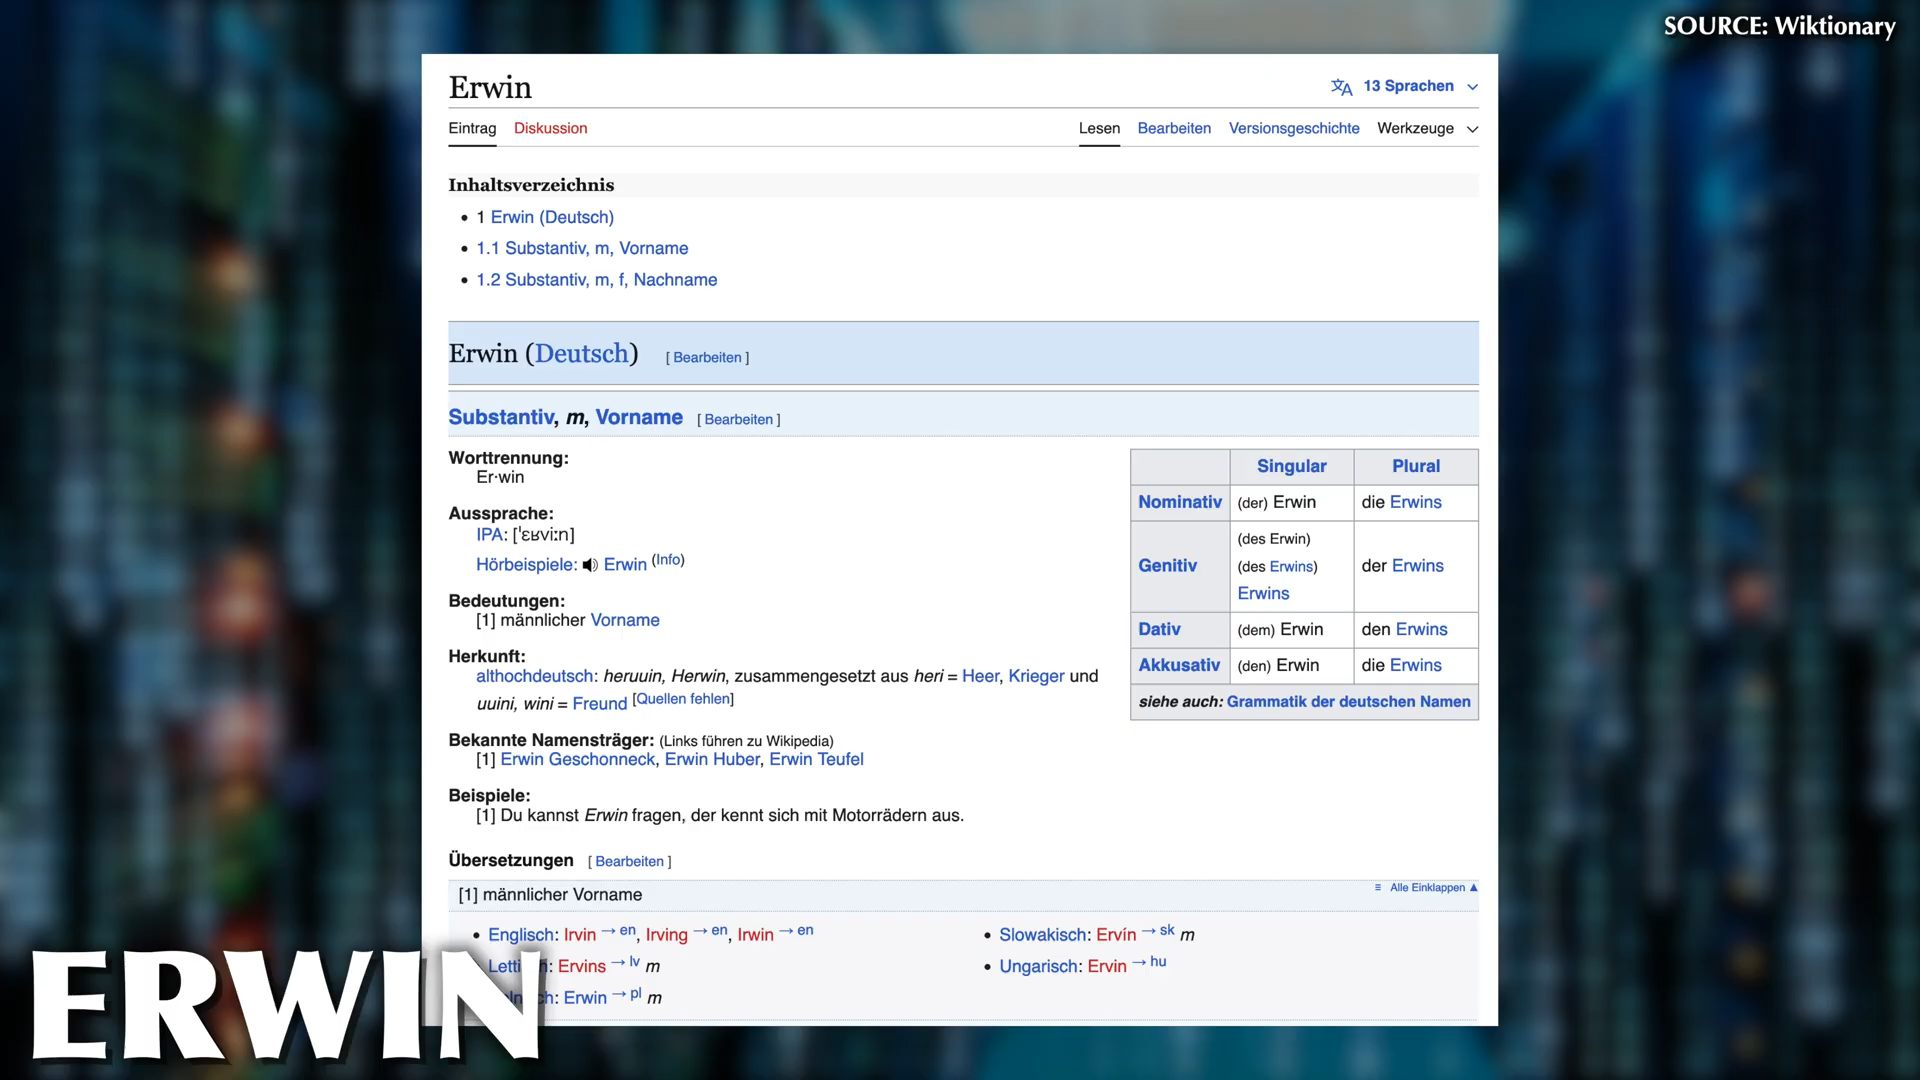 SOURCE: Wiktionary
Erwin
13 Sprachen
Eintrag Diskussion Lesen Bearbeiten Versionsgeschichte Werkzeuge
Inhaltsverzeichnis
• 1 Erwin (Deutsch)
• 1.1 Substantiv, m, Vorname
• 1.2 Substantiv, m, f, Nachname
Erwin (Deutsch) [ Bearbeiten ]
Substantiv, m, Vorname [ Bearbeiten ]
Worttrennung:
Er·win
Aussprache:
IPA: [ˈɛʁviːn]
Hörbeispiele: Erwin (Info)
Bedeutungen:
[1] männlicher Vorname
Herkunft:
althochdeutsch: heruuin, Herwin, zusammengesetzt aus heri = Heer, Krieger und
uuini, wini = Freund [Quellen fehlen]
Bekannte Namensträger: (Links führen zu Wikipedia)
[1] Erwin Geschonneck, Erwin Huber, Erwin Teufel
Beispiele:
[1] Du kannst Erwin fragen, der kennt sich mit Motorrädern aus.
Singular Plural
Nominativ (der) Erwin die Erwins
Genitiv (des Erwin)
(des Erwins)
Erwins
der Erwins
Dativ (dem) Erwin den Erwins
Akkusativ (den) Erwin die Erwins
siehe auch: Grammatik der deutschen Namen
Übersetzungen [ Bearbeiten ]
[1] männlicher Vorname
≡ Alle Einklappen ▲
• Englisch: Irvin → en, Irving → en, Irwin → en
: Ervins → lv m
: Erwin → pl m
• Slowakisch: Ervín → sk m
• Ungarisch: Ervin → hu
ERWIN